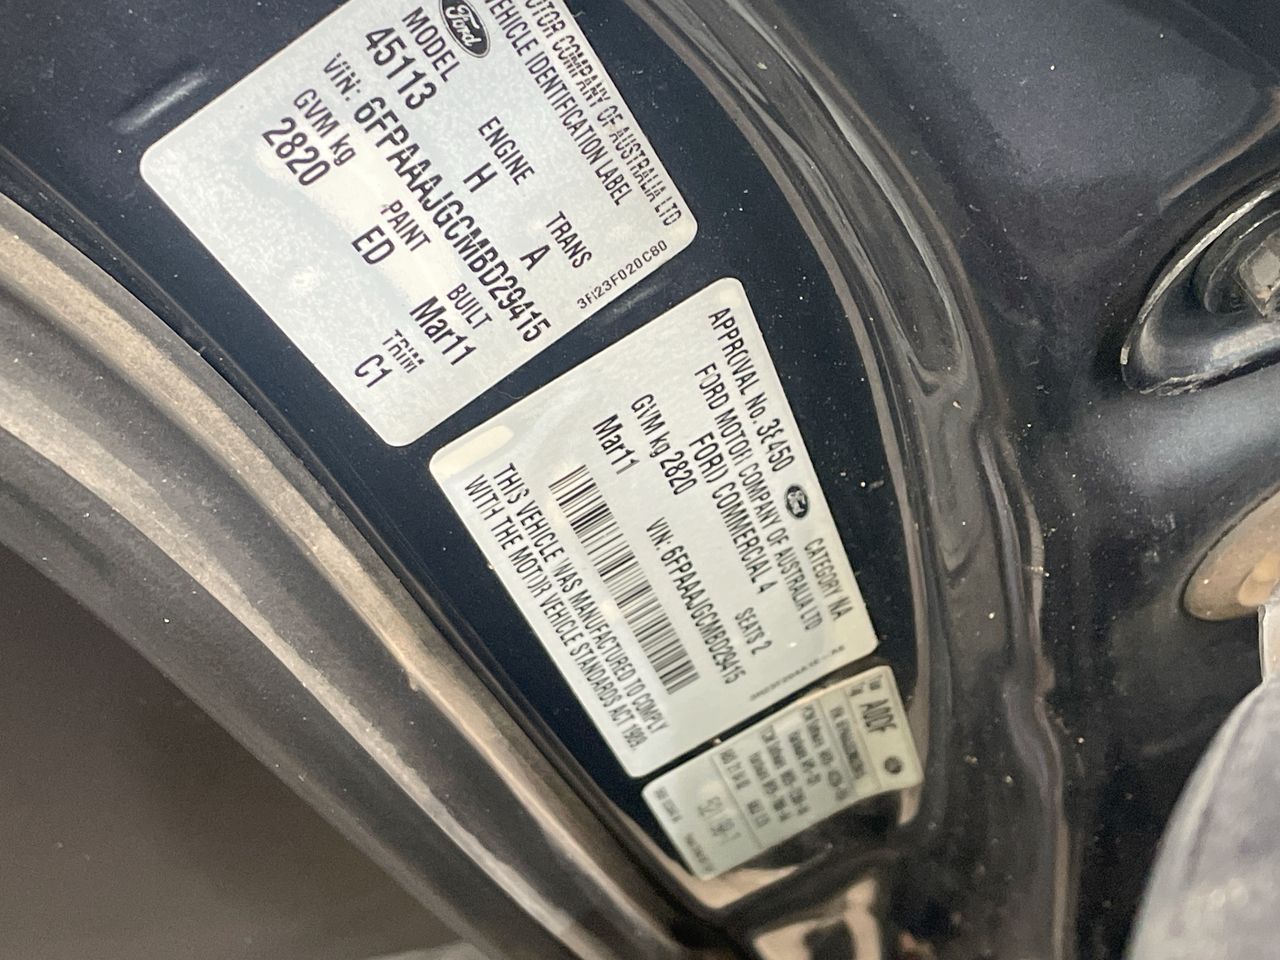 Ford
MOTOR COMPANY OF AUSTRALIA LTD
VEHICLE IDENTIFICATION LABEL
MODEL ENGINE TRANS
45113 H A
VIN: 6FPAAAJGCMBD29415
GVM kg PAINT BUILT TRIM
2820 ED Mar11 C1
APPROVAL No. 38450 Ford CATEGORY NA
FORD MOTOR COMPANY OF AUSTRALIA LTD
FORD COMMERCIAL 4
GVM kg 2820 SEATS 2
Mar11 VIN 6FPAAAJGCMBD29415
THIS VEHICLE WAS MANUFACTURED TO COMPLY
WITH THE MOTOR VEHICLE STANDARDS ACT 1989.
A02F